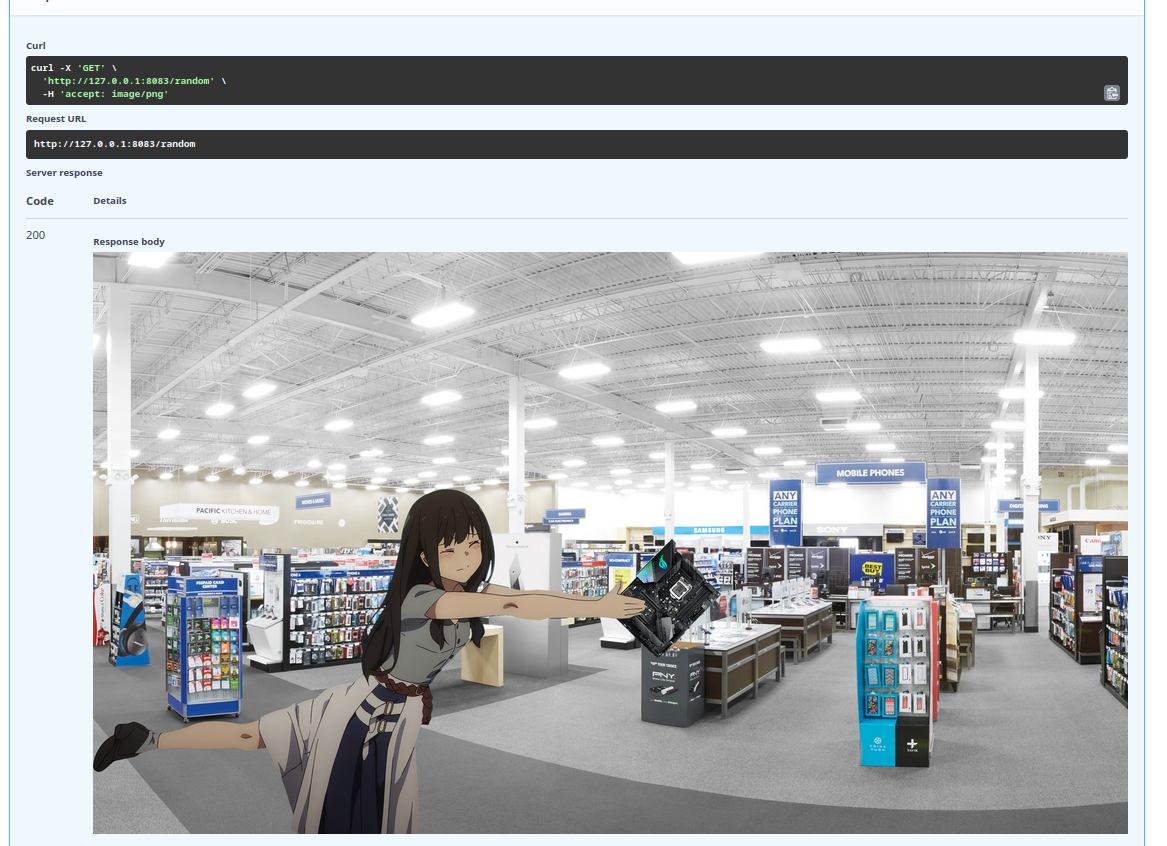 Curl
curl -X 'GET' \
'http://127.0.0.1:8083/random' \
-H 'accept: image/png'
Request URL
http://127.0.0.1:8083/random
Server response
Code
Details
200
Response body
MOBILE PHONES
ANY
CARRIER
PHONE
PLAN
ANY
CARRIER
PHONE
PLAN
PACIFIC KITCHEN & HOME
FRIGIDAIRE
SAMSUNG
SONY
SONY
Canon
BEST
BUY
PREPAID CARD
CENTER
PNY